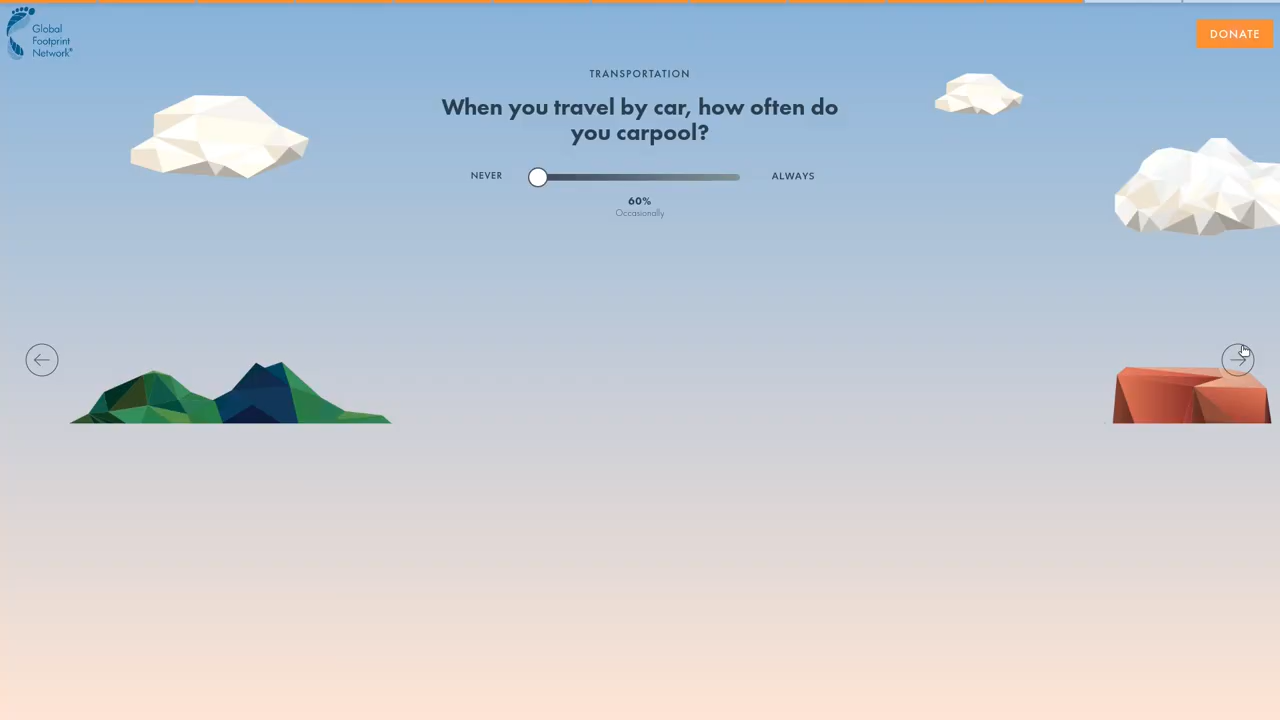 Global
Footprint
Network®
DONATE
TRANSPORTATION
When you travel by car, how often do
you carpool?
NEVER
ALWAYS
60%
Occasionally